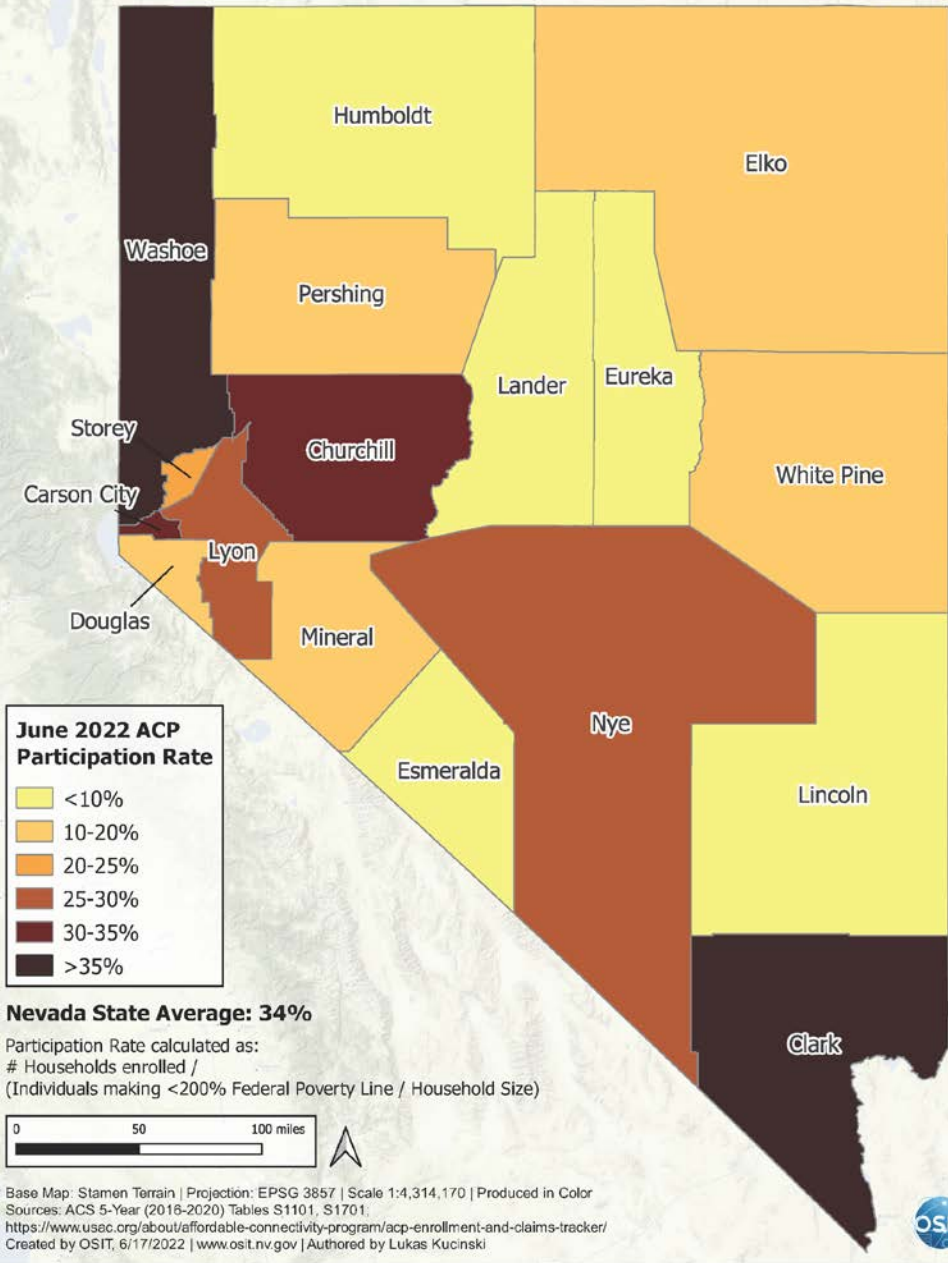 Humboldt
Elko
Washoe
Pershing
Lander
Eureka
Storey
Churchill
White Pine
Carson City
Lyon
Douglas
Mineral
Nye
Esmeralda
Lincoln
Clark
June 2022 ACP
Participation Rate
<10%
10-20%
20-25%
25-30%
30-35%
>35%
Nevada State Average: 34%
Participation Rate calculated as:
# Households enrolled /
(Individuals making <200% Federal Poverty Line / Household Size)
0 50 100 miles
Base Map: Stamen Terrain | Projection: EPSG 3857 | Scale 1:4,314,170 | Produced in Color
Sources: ACS 5-Year (2016-2020) Tables S1101, S1701,
https://www.usac.org/about/affordable-connectivity-program/acp-enrollment-and-claims-tracker/
Created by OSIT, 6/17/2022 | www.osit.nv.gov | Authored by Lukas Kucinski